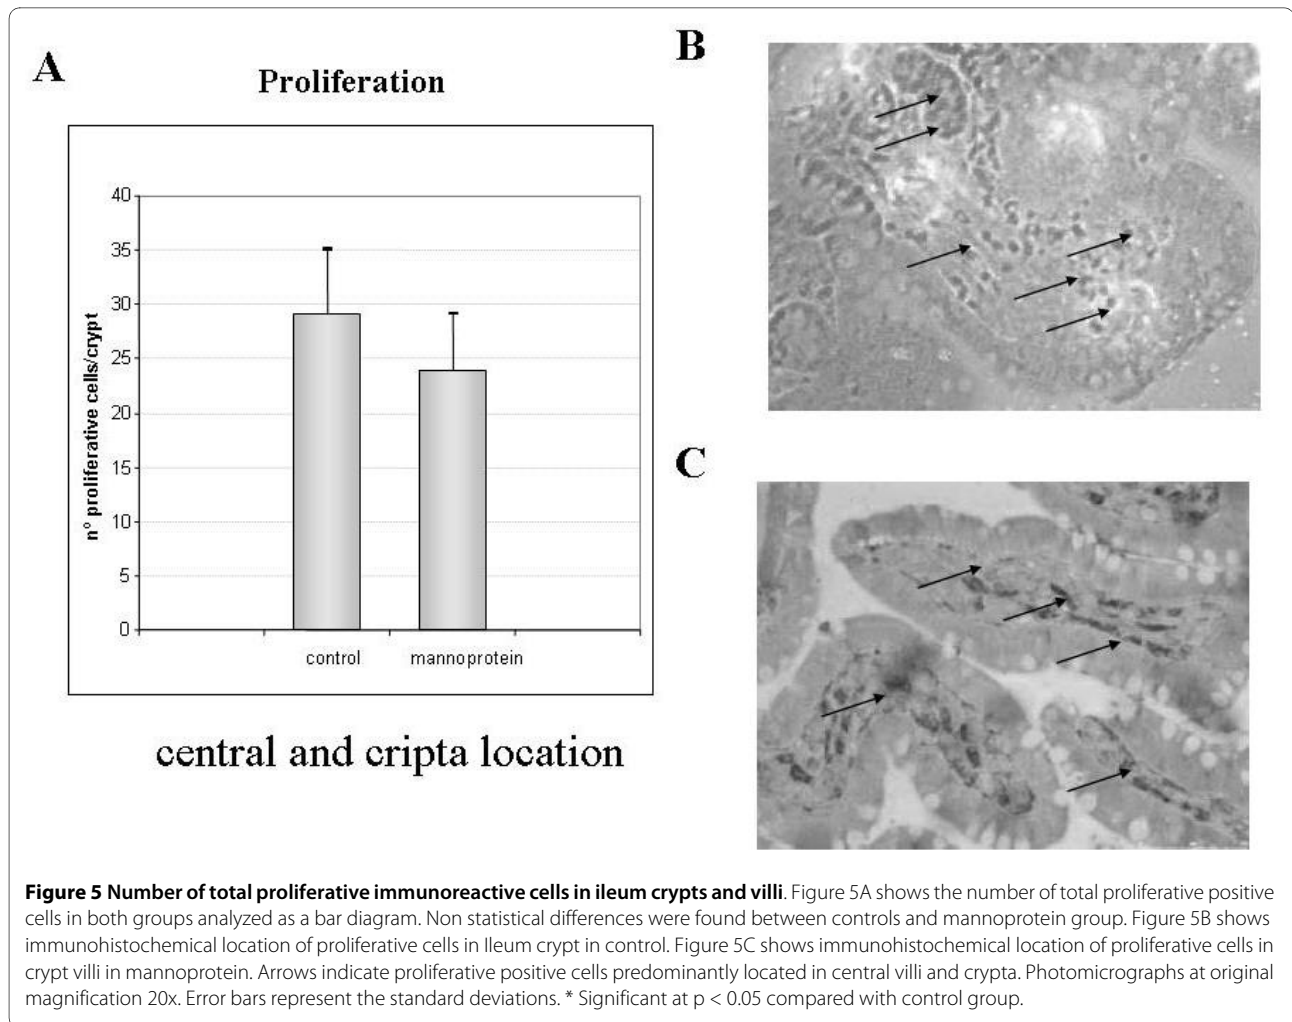 A
Proliferation
40
35
30
25
20
15
10
5
0
n° proliferative cells/crypt
control
mannoprotein
central and cripta location
B
C
Figure 5 Number of total proliferative immunoreactive cells in ileum crypts and villi. Figure 5A shows the number of total proliferative positive
cells in both groups analyzed as a bar diagram. Non statistical differences were found between controls and mannoprotein group. Figure 5B shows
immunohistochemical location of proliferative cells in Ileum crypt in control. Figure 5C shows immunohistochemical location of proliferative cells in
crypt villi in mannoprotein. Arrows indicate proliferative positive cells predominantly located in central villi and crypta. Photomicrographs at original
magnification 20x. Error bars represent the standard deviations. * Significant at p < 0.05 compared with control group.